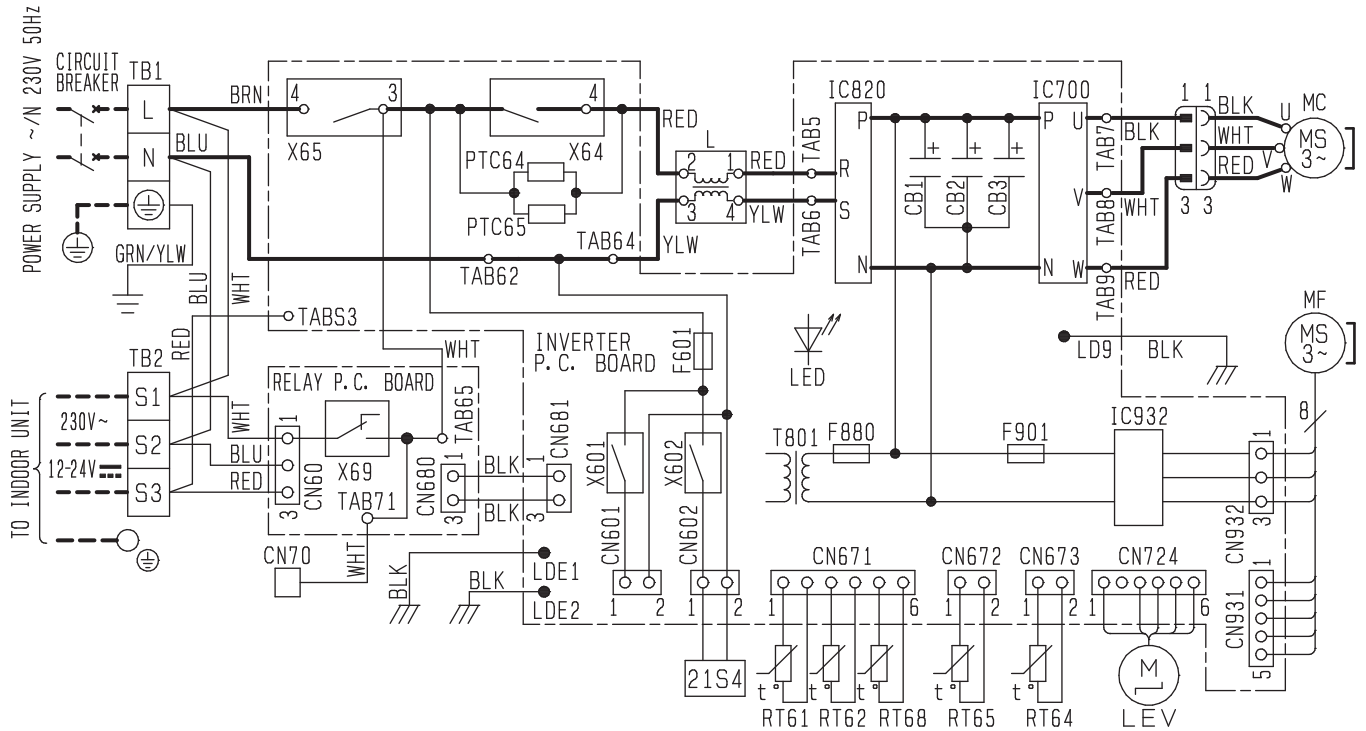 POWER SUPPLY ~/N 230V 50Hz
CIRCUIT
BREAKER
TB1
L
N
BRN
BLU
GRN/YLW
BLU
WHT
RED
4
3
X65
4
X64
PTC64
PTC65
TAB62
TAB64
RED
YLW
L
2
1
3
4
RED
YLW
TAB5
TAB6
IC820
P
R
S
N
CB1
+
CB2
+
CB3
+
IC700
P
N
U
V
W
TAB7
TAB8
TAB9
BLK
WHT
RED
1
1
3
3
BLK
WHT
RED
U
V
W
MC
MS
3~
MF
MS
3~
8
TABS3
INVERTER
P.C. BOARD
WHT
F601
LED
LD9
BLK
TB2
S1
S2
S3
TO INDOOR UNIT
230V~
12-24V
WHT
BLU
RED
RELAY P.C. BOARD
1
3
CN60
X69
TAB71
TAB65
CN680
1
3
BLK
BLK
CN681
1
3
CN70
WHT
BLK
BLK
LDE1
LDE2
X601
X602
CN601
CN602
1
2
1
2
21S4
T801
F880
F901
IC932
CN932
1
3
CN931
1
5
CN671
1
6
CN672
1
2
CN673
1
2
CN724
1
6
t°
t°
t°
t°
t°
RT61
RT62
RT68
RT65
RT64
M
LEV